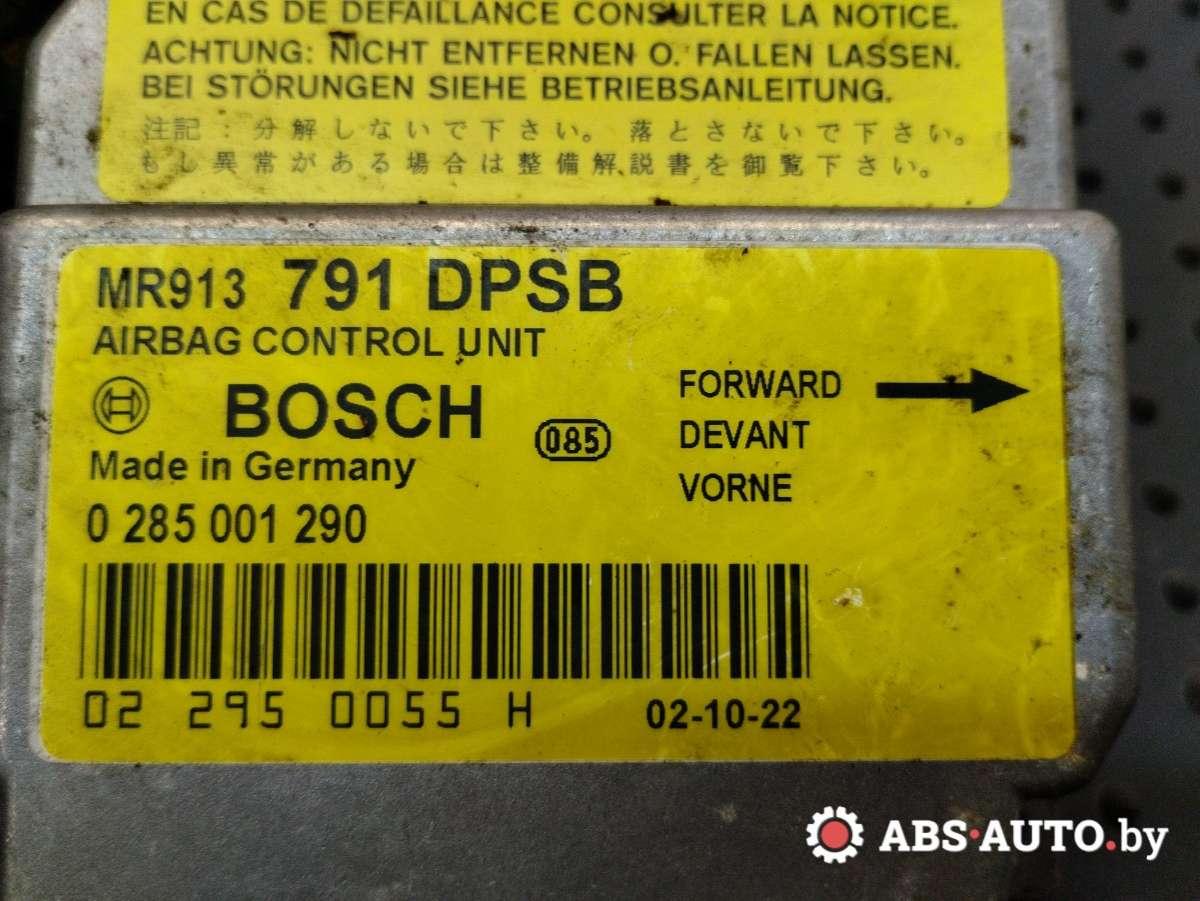 EN CAS DE DEFAILLANCE CONSULTER LA NOTICE.
ACHTUNG: NICHT ENTFERNEN O. FALLEN LASSEN.
BEI STÖRUNGEN SIEHE BETRIEBSANLEITUNG.
注記：分解しないで下さい。落とさないで下さい。
もし異常がある場合は整備解説書を御覧下さい。
MR913 791 DPSB
AIRBAG CONTROL UNIT
BOSCH
085
Made in Germany
0 285 001 290
FORWARD
DEVANT
VORNE
02 295 0055 H 02-10-22
ABS-AUTO.by